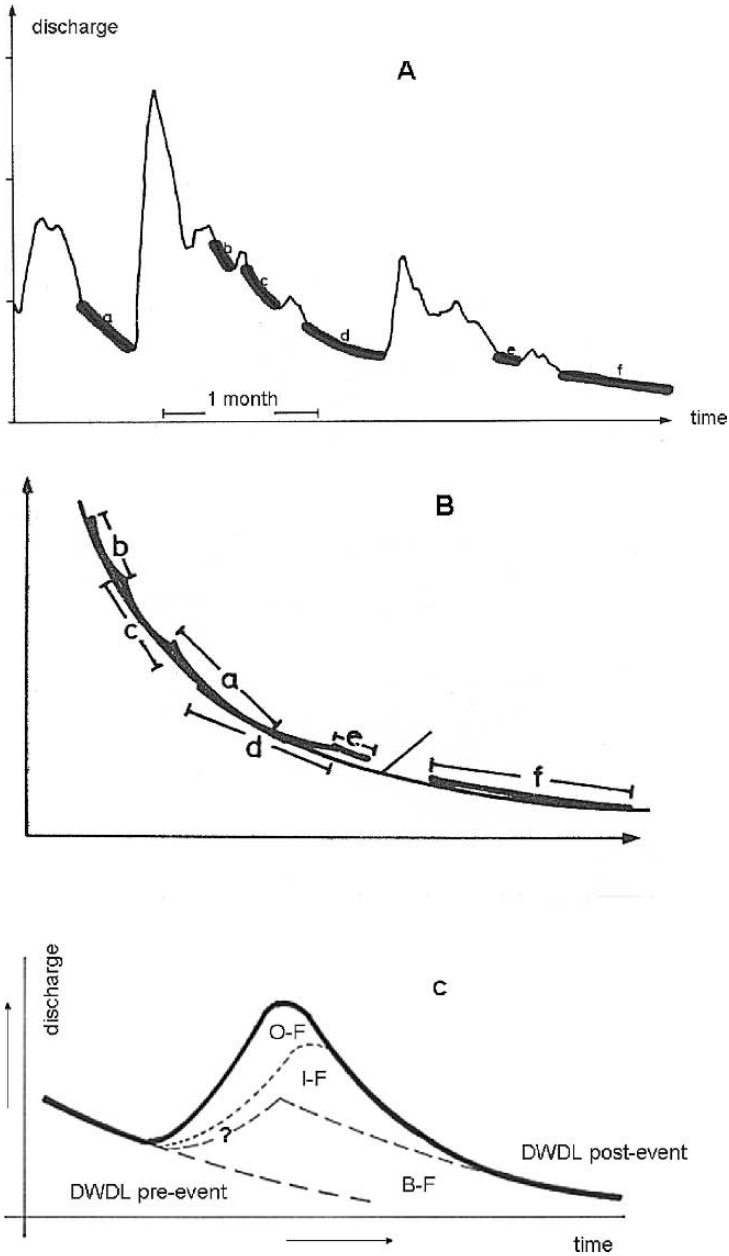 discharge
A
b
c
a
d
e
f
1 month
time
B
b
c
a
e
d
f
discharge
C
O-F
I-F
?
DWDL post-event
DWDL pre-event
B-F
time